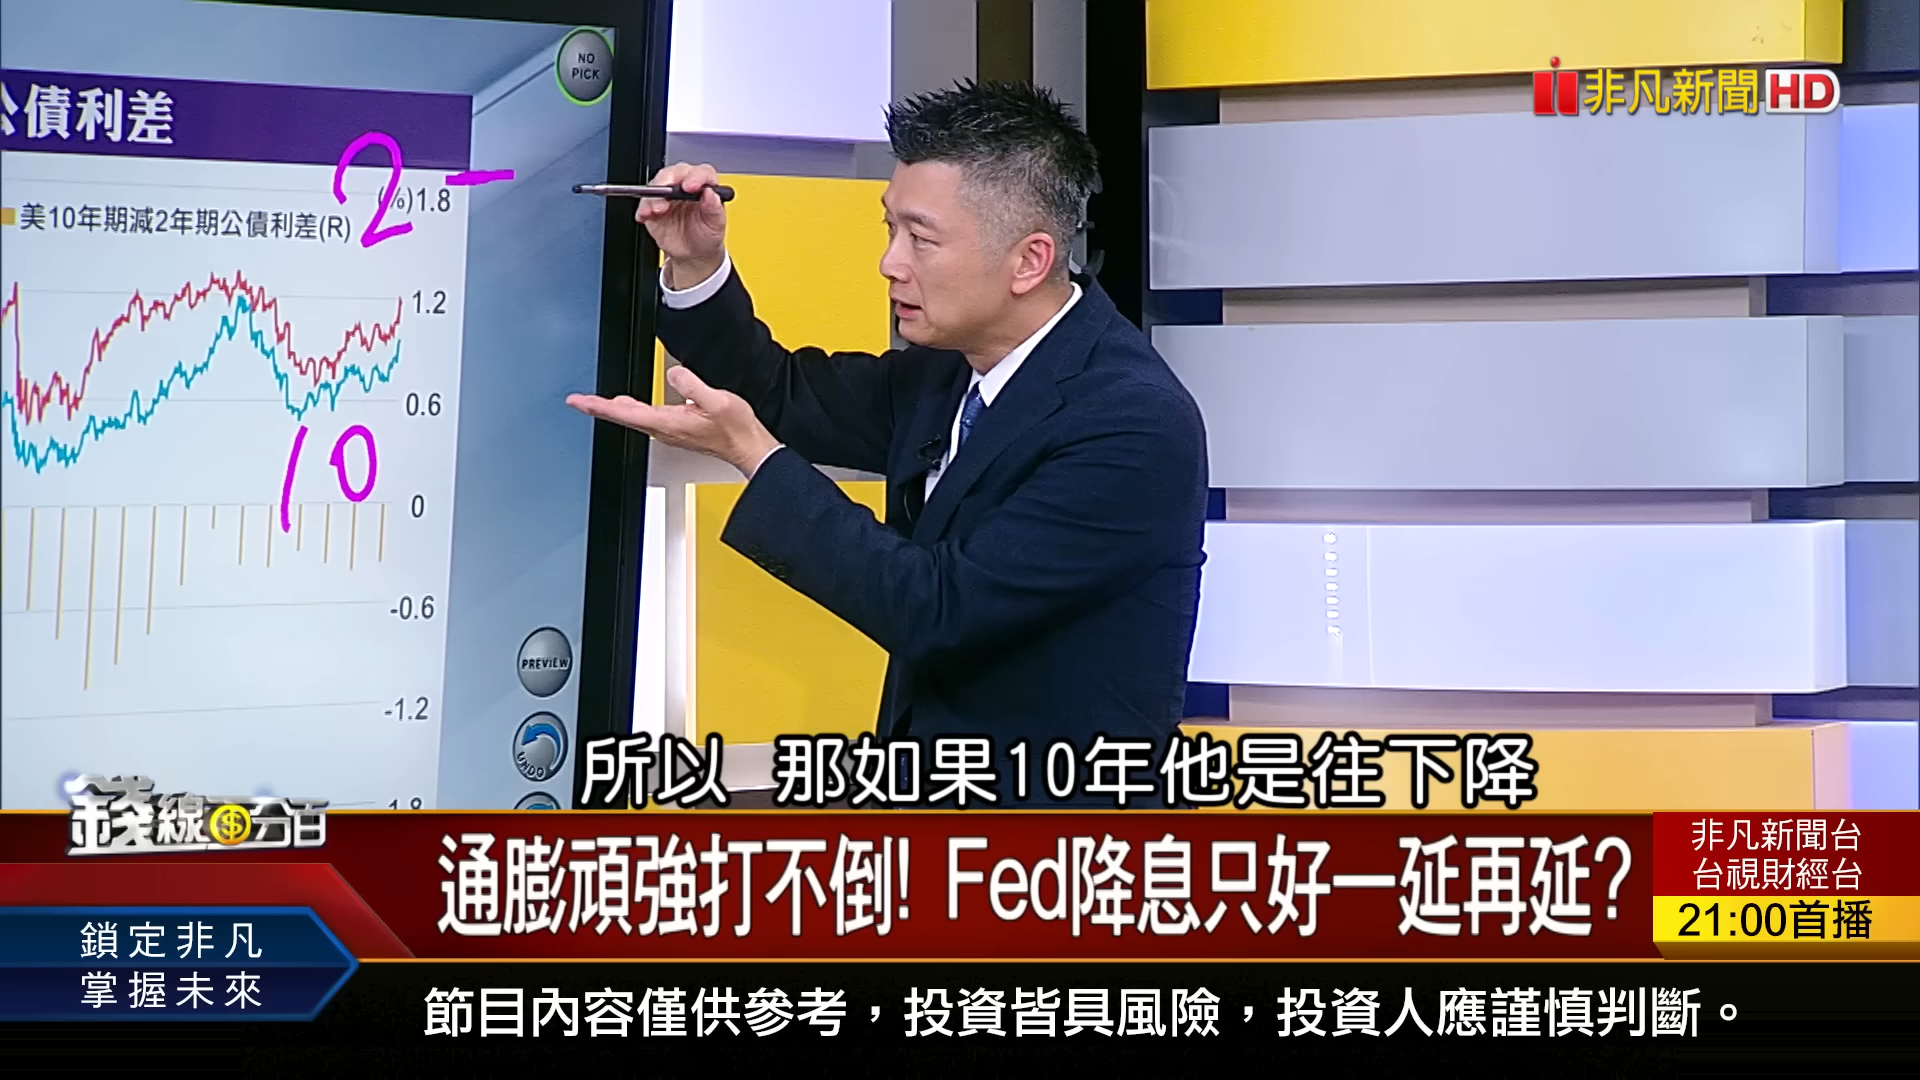 NO
PICK
非凡新聞HD
公債利差
2
(%)1.8
美10年期減2年期公債利差(R)
1.2
0.6
10
0
-0.6
PREVIEW
-1.2
UNDO
所以 那如果10年他是往下降
-1.8
錢線百分百
通膨頑強打不倒! Fed降息只好一延再延?
非凡新聞台
台視財經台
21:00首播
鎖定非凡
掌握未來
節目內容僅供參考，投資皆具風險，投資人應謹慎判斷。